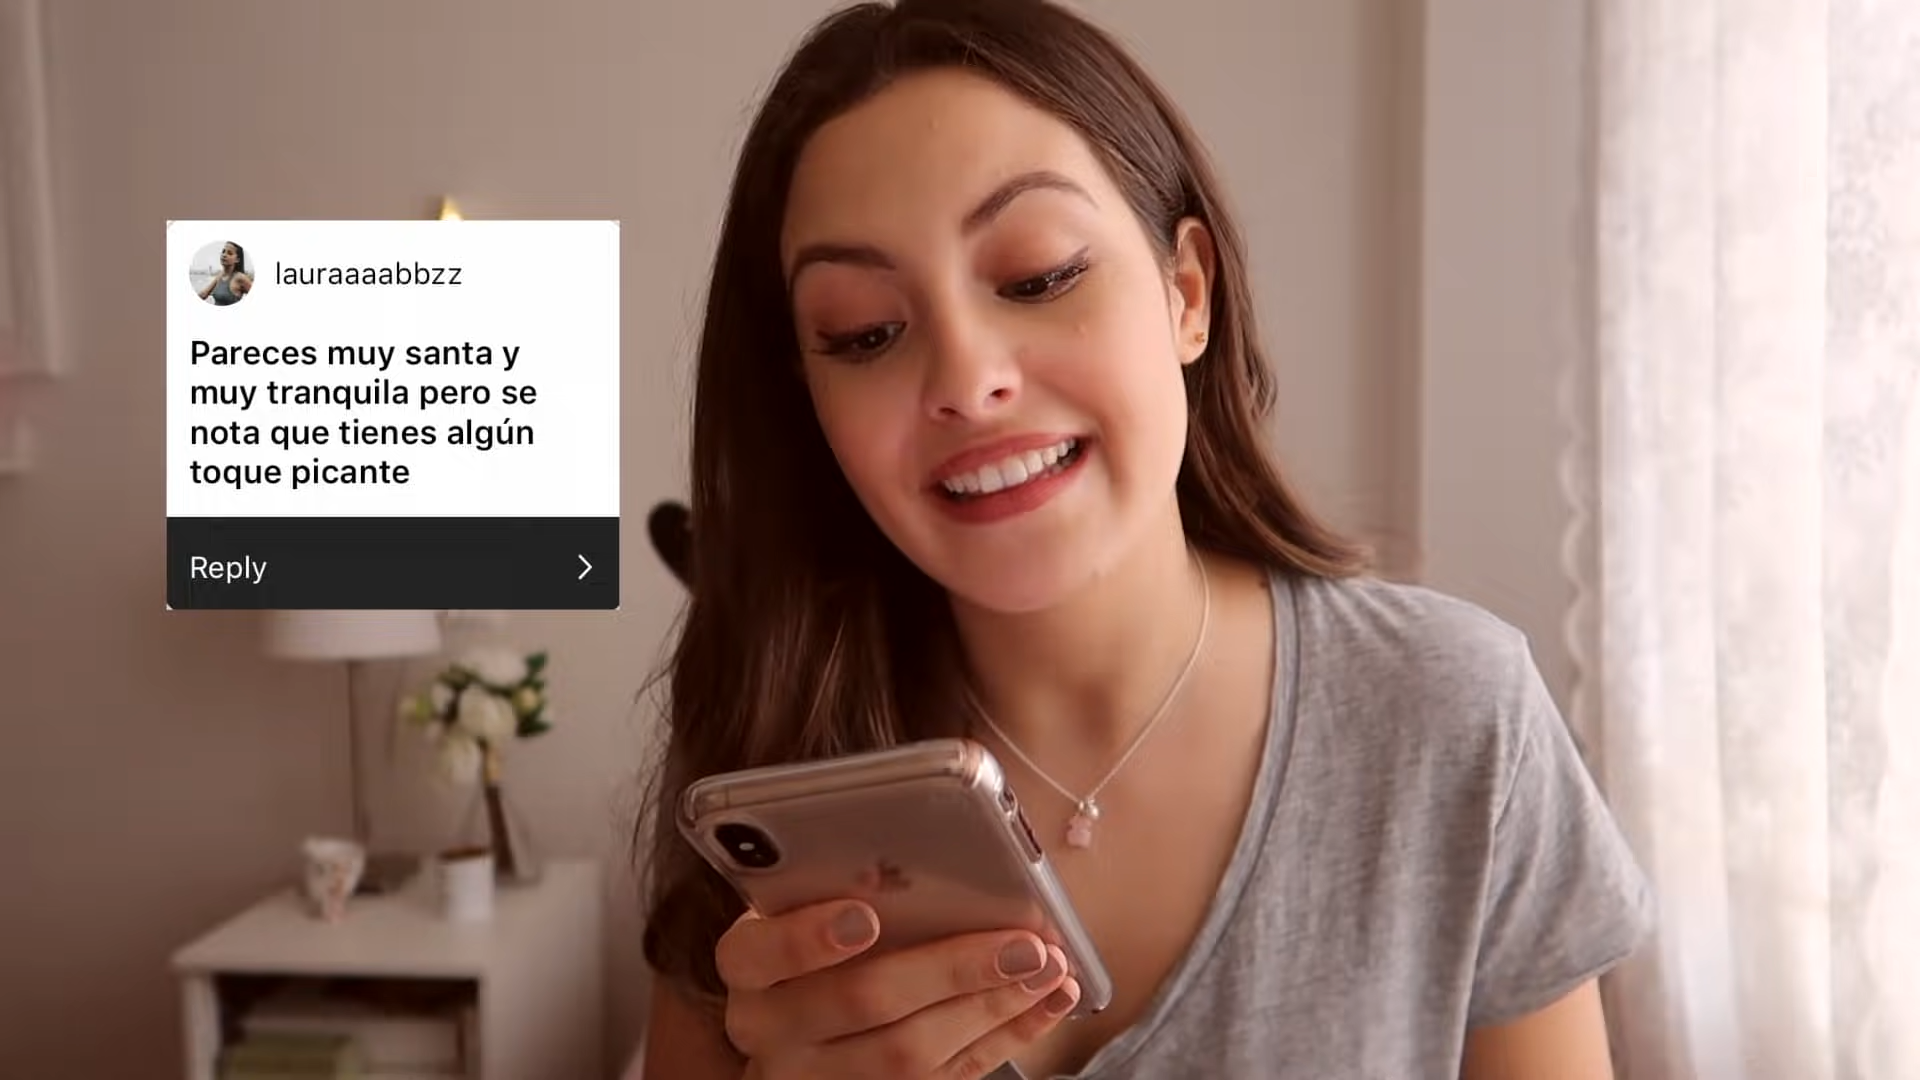 lauraaaabbzz
Pareces muy santa y
muy tranquila pero se
nota que tienes algún
toque picante
Reply